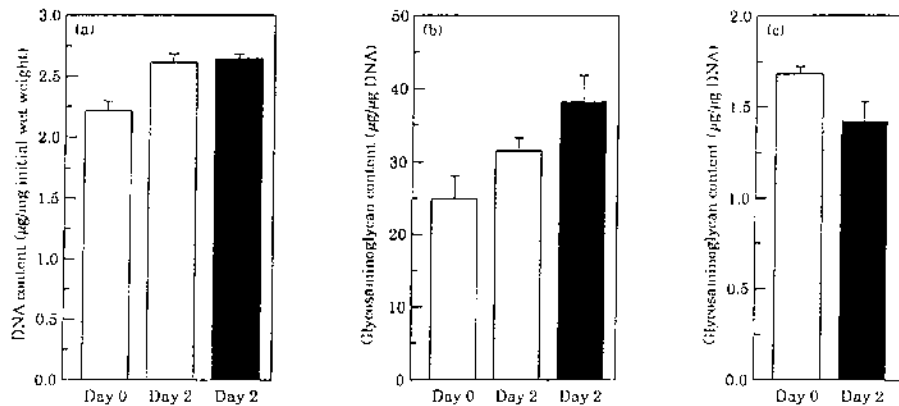 (a)
DNA content (μg/mg initial wet weight)
3.0
2.5
2.0
1.5
1.0
0.5
0.0
Day 0 Day 2 Day 2
(b)
Glycosaminoglycan content (μg/μg DNA)
50
40
30
20
10
0
Day 0 Day 2 Day 2
(c)
Glycosaminoglycan content (μg/μg DNA)
2.0
1.5
1.0
0.5
0.0
Day 0 Day 2